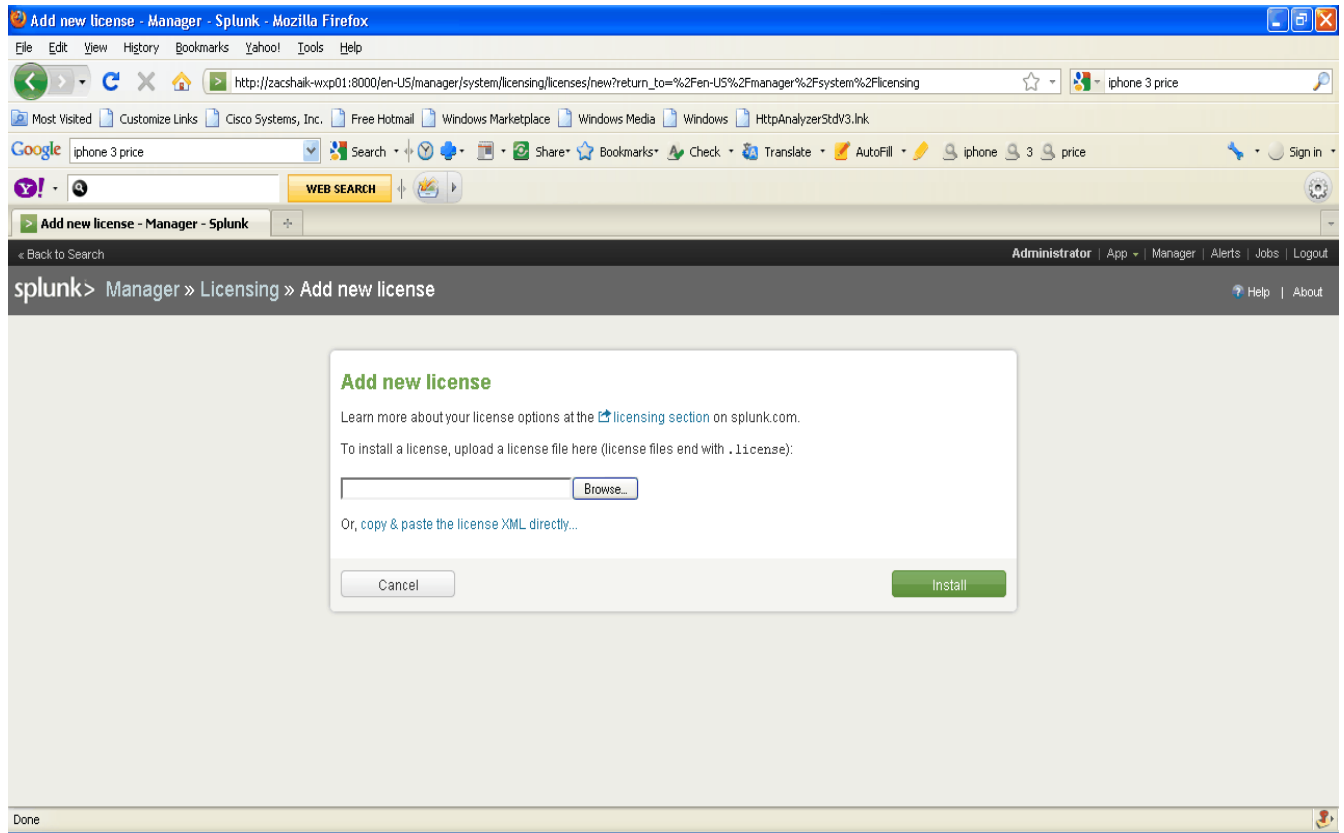 Add new license - Manager - Splunk - Mozilla Firefox
File Edit View History Bookmarks Yahoo! Tools Help
http://zacshaik-wxp01:8000/en-US/manager/system/licensing/licenses/new?return_to=%2Fen-US%2Fmanager%2Fsystem%2Flicensing iphone 3 price
Most Visited Customize Links Cisco Systems, Inc. Free Hotmail Windows Marketplace Windows Media Windows HttpAnalyzerStdV3.lnk
Google iphone 3 price Search Share Bookmarks Check Translate AutoFill iphone 3 price Sign in
Y! WEB SEARCH
Add new license - Manager - Splunk
« Back to Search Administrator | App | Manager | Alerts | Jobs | Logout
splunk> Manager » Licensing » Add new license Help | About
Add new license
Learn more about your license options at the licensing section on splunk.com.
To install a license, upload a license file here (license files end with .license):
Browse...
Or, copy & paste the license XML directly...
Cancel Install
Done